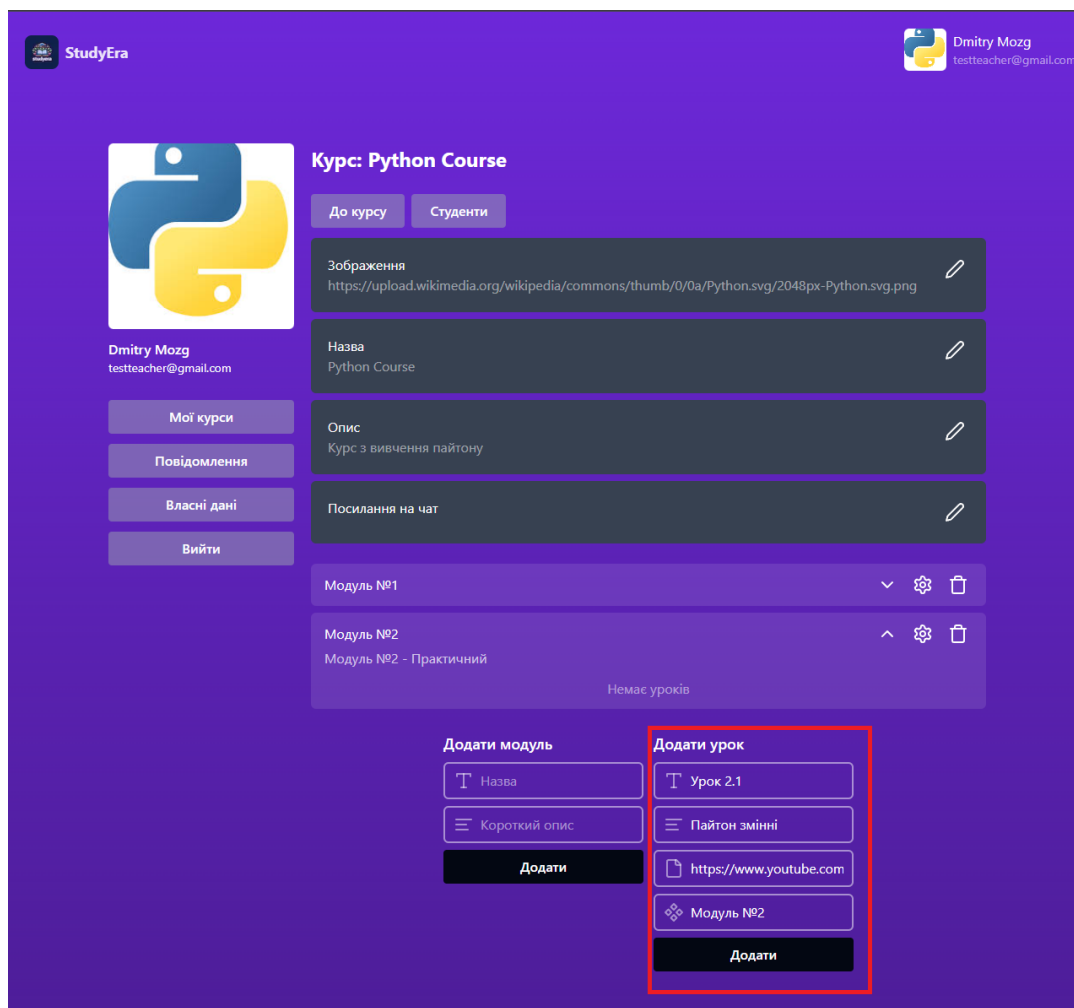 StudyEra
Dmitry Mozg
testteacher@gmail.com
Dmitry Mozg
testteacher@gmail.com
Мої курси
Повідомлення
Власні дані
Вийти
Курс: Python Course
До курсу
Студенти
Зображення
https://upload.wikimedia.org/wikipedia/commons/thumb/0/0a/Python.svg/2048px-Python.svg.png
Назва
Python Course
Опис
Курс з вивчення пайтону
Посилання на чат
Модуль №1
Модуль №2
Модуль №2 - Практичний
Немає уроків
Додати модуль
Назва
Короткий опис
Додати
Додати урок
Урок 2.1
Пайтон змінні
https://www.youtube.com
Модуль №2
Додати